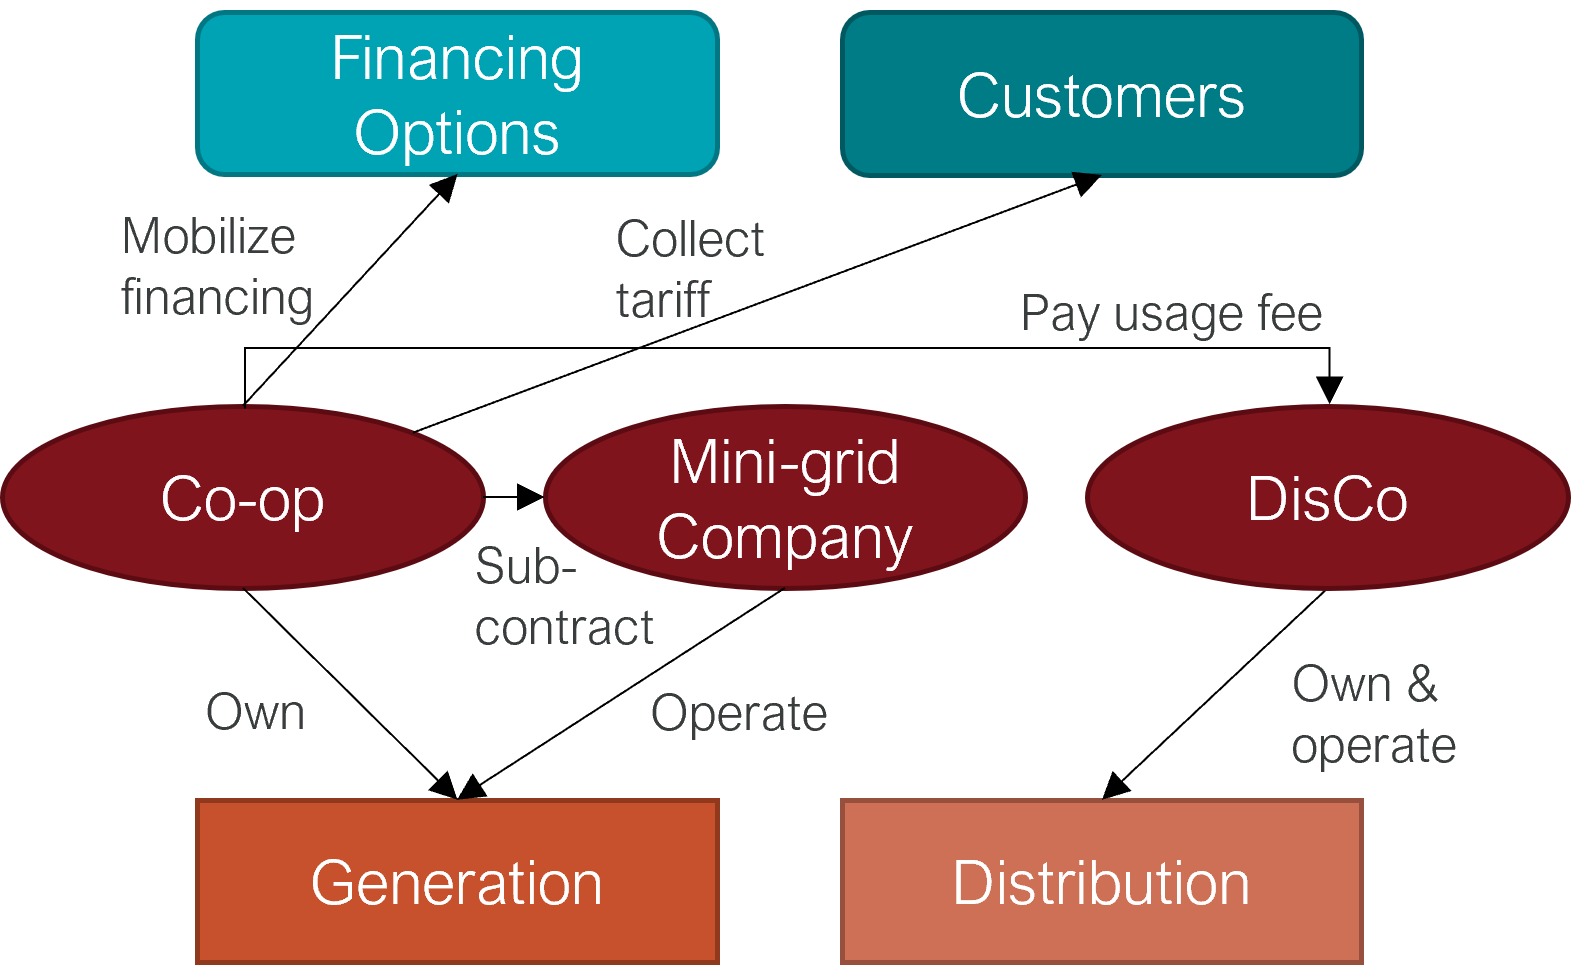 Financing
Options
Customers
Mobilize
financing
Collect
tariff
Pay usage fee
Co-op
Mini-grid
Company
DisCo
Sub-
contract
Own
Operate
Own &
operate
Generation
Distribution